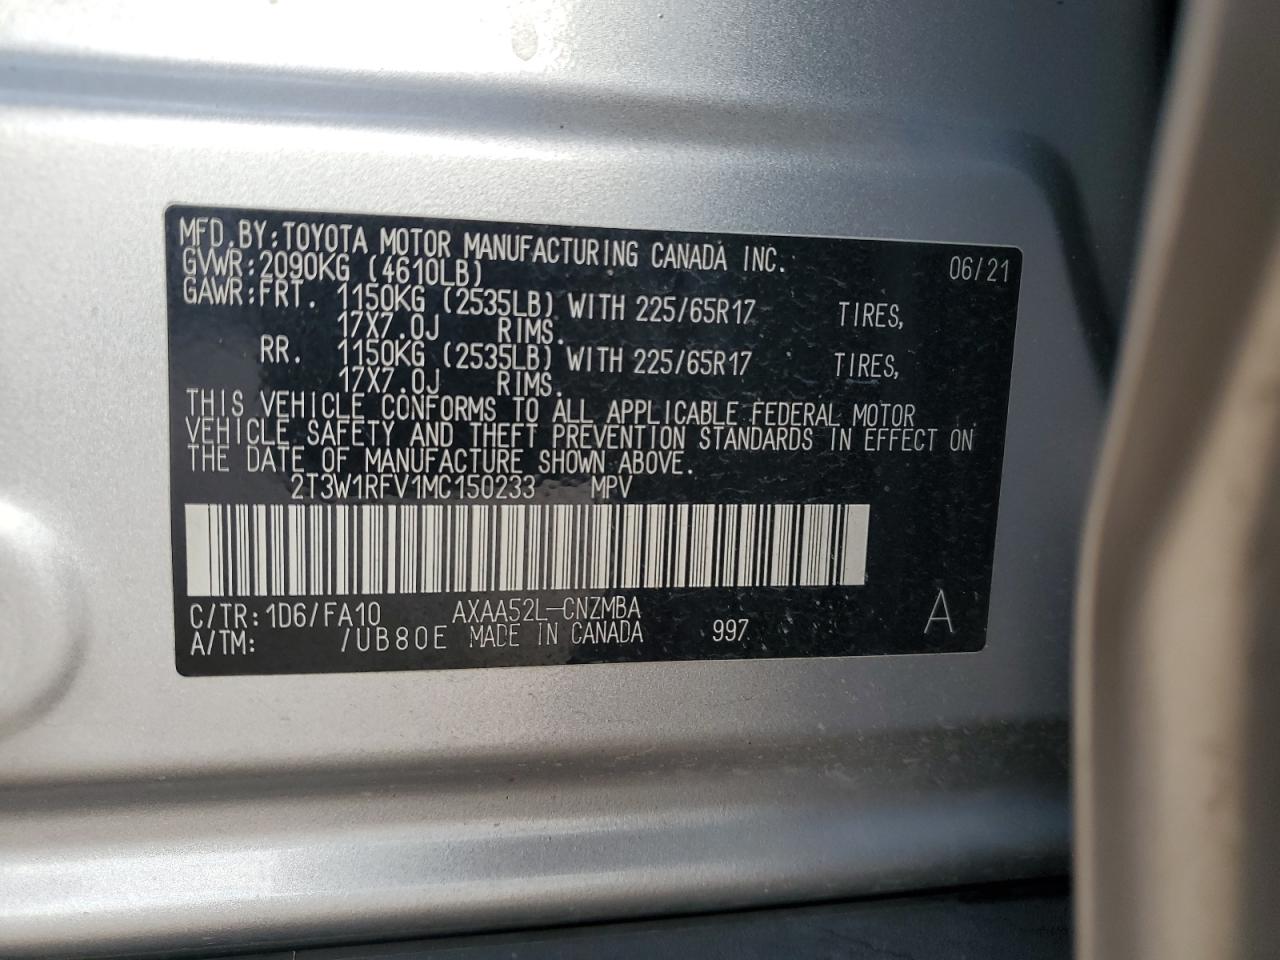 MFD.BY:TOYOTA MOTOR MANUFACTURING CANADA INC.
GVWR:2090KG (4610LB) 06/21
GAWR:FRT. 1150KG (2535LB) WITH 225/65R17 TIRES,
17X7.0J RIMS.
RR. 1150KG (2535LB) WITH 225/65R17 TIRES,
17X7.0J RIMS.
THIS VEHICLE CONFORMS TO ALL APPLICABLE FEDERAL MOTOR
VEHICLE SAFETY AND THEFT PREVENTION STANDARDS IN EFFECT ON
THE DATE OF MANUFACTURE SHOWN ABOVE.
2T3W1RFV1MC150233 MPV
C/TR:1D6/FA10 AXAA52L-CNZMBA
A/TM: /UB80E MADE IN CANADA 997 A